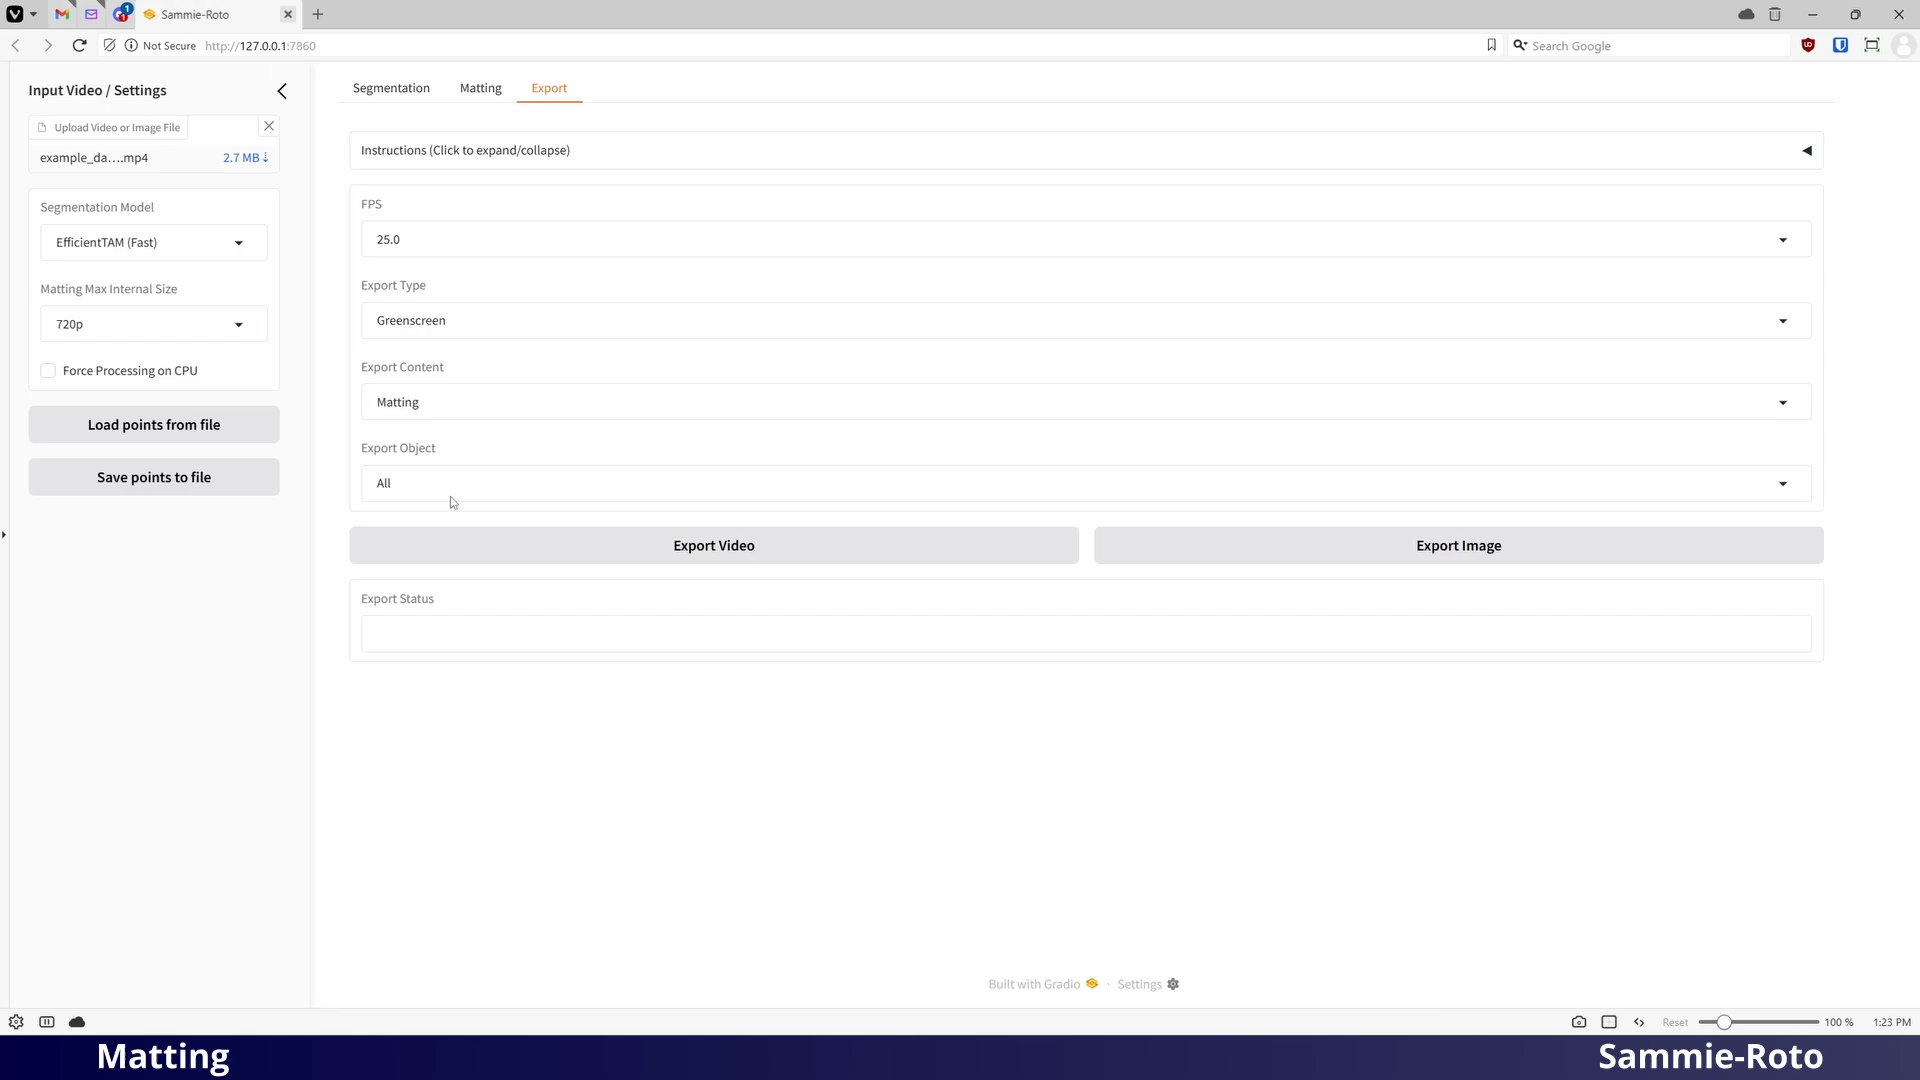 1
Sammie-Roto
Not Secure http://127.0.0.1:7860
Search Google
Input Video / Settings
Upload Video or Image File
example_da....mp4 2.7 MB↓
Segmentation Model
EfficientTAM (Fast)
Matting Max Internal Size
720p
Force Processing on CPU
Load points from file
Save points to file
Segmentation Matting Export
Instructions (Click to expand/collapse)
FPS
25.0
Export Type
Greenscreen
Export Content
Matting
Export Object
All
Export Video Export Image
Export Status
Built with Gradio · Settings
Reset 100 % 1:23 PM
Matting Sammie-Roto